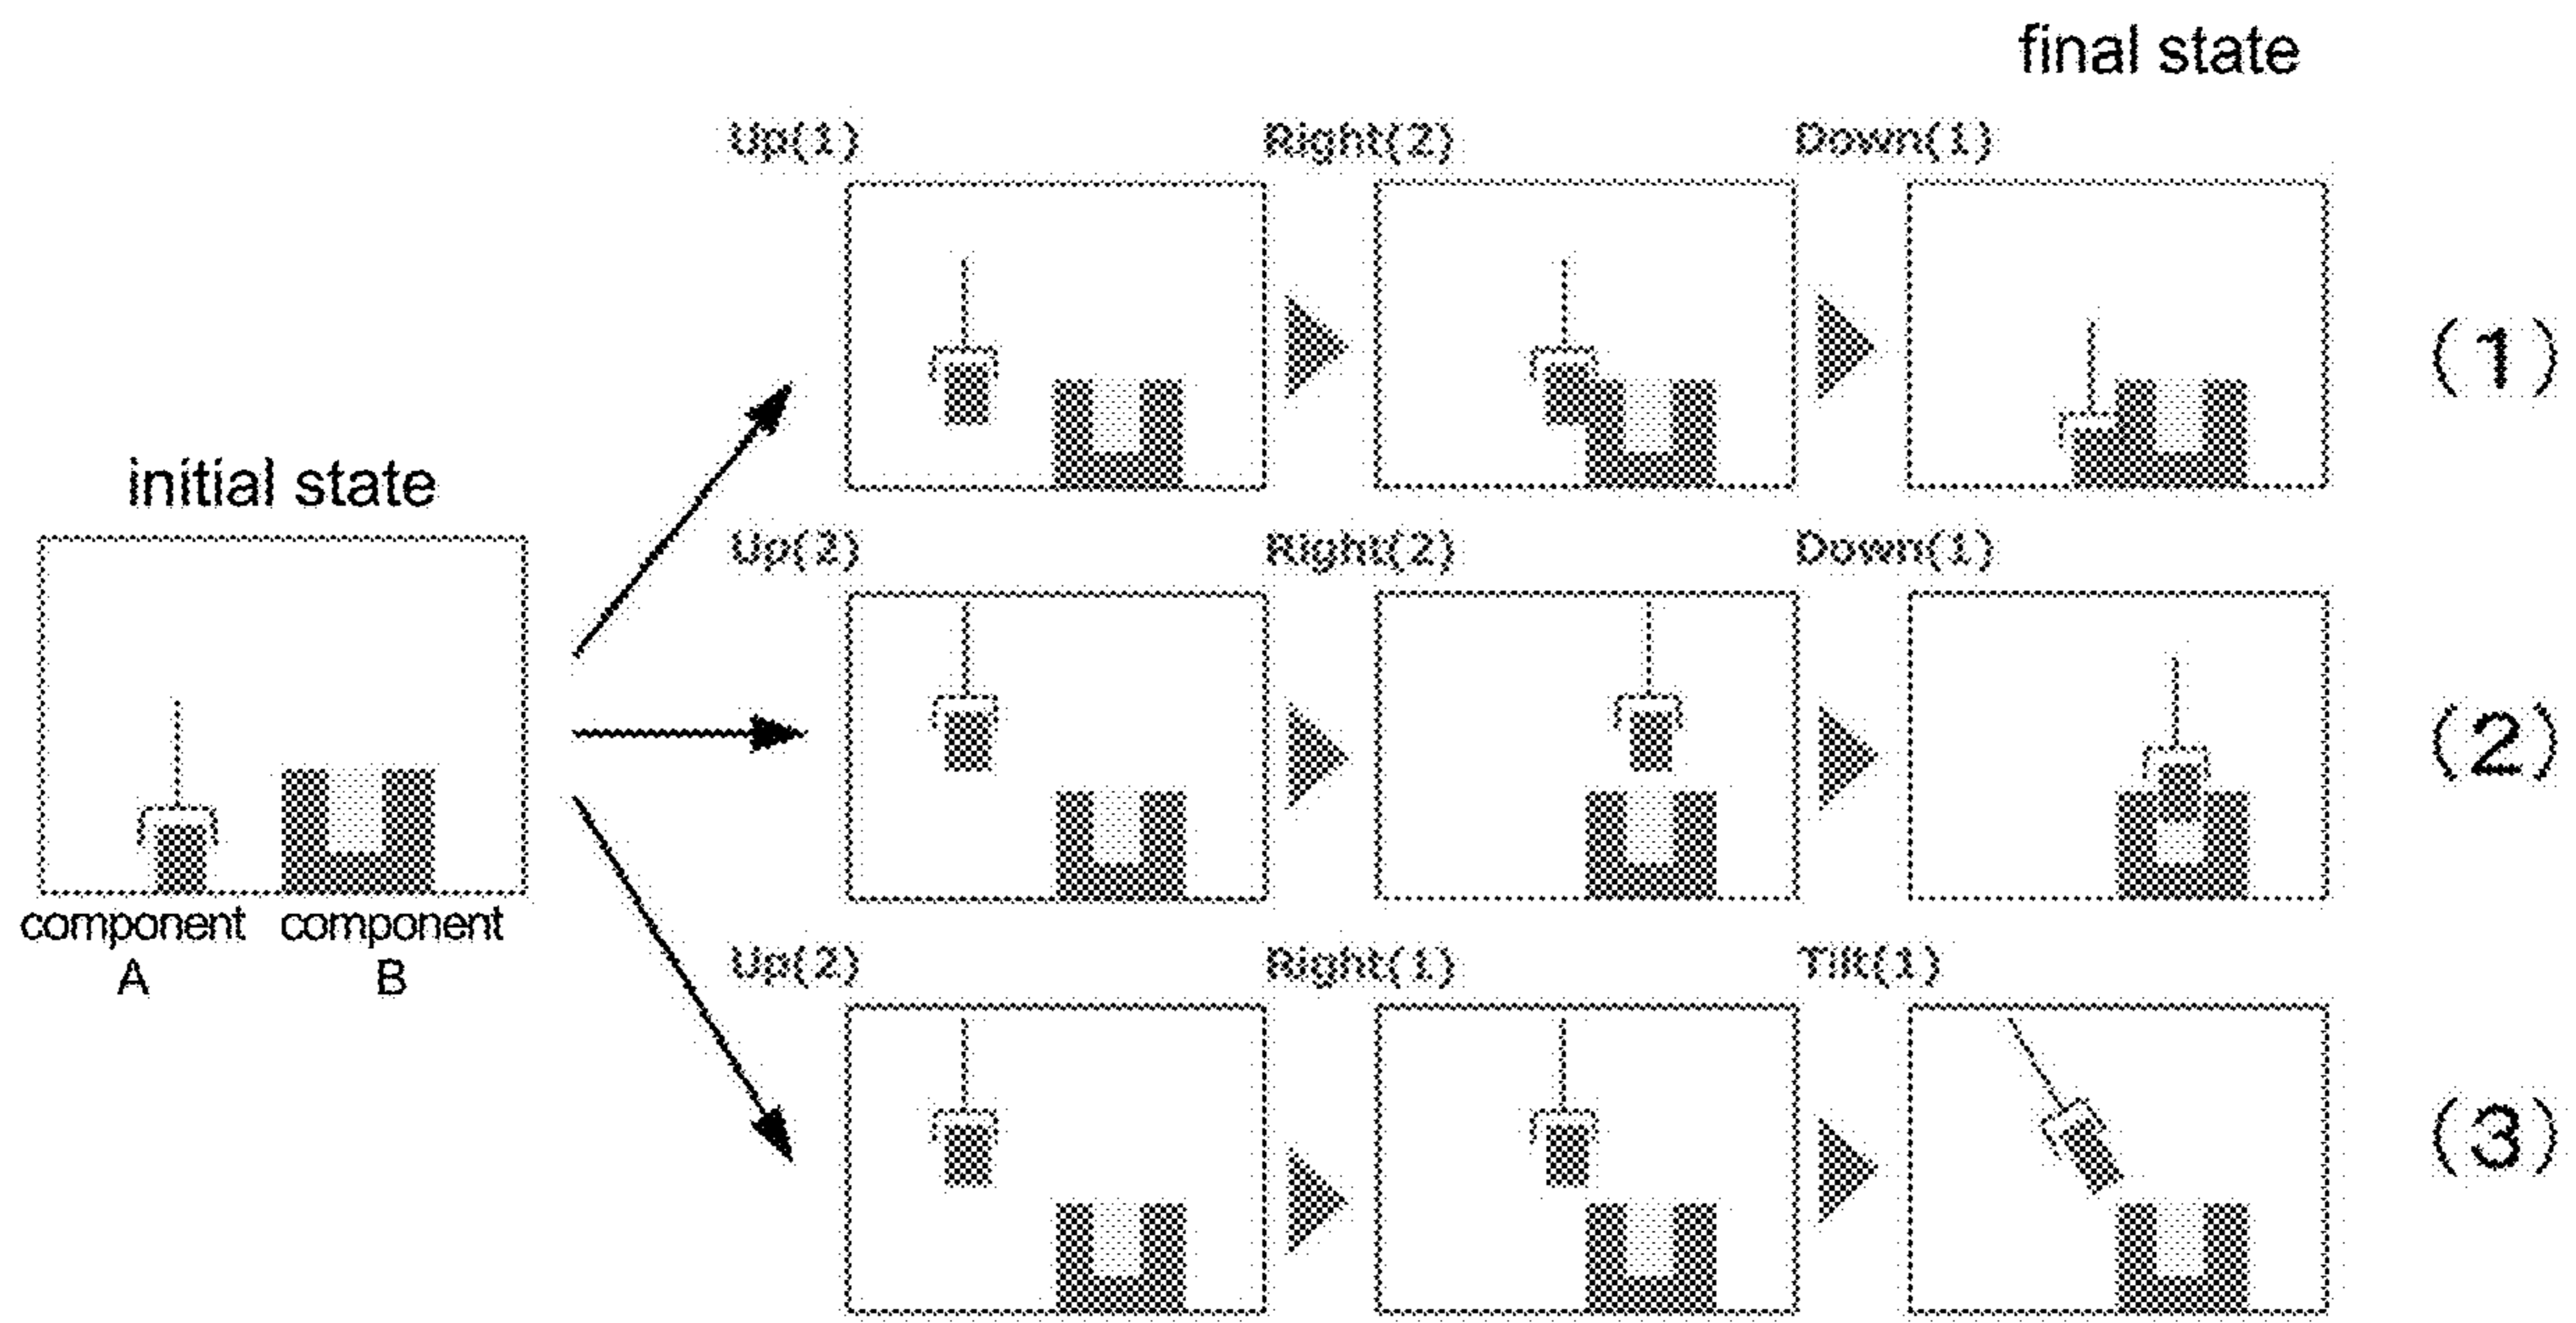 final state
Up(1) Right(2) Down(1)
(1)
initial state
Up(2) Right(2) Down(1)
(2)
component component
A B
Up(2) Right(1) Tilt(1)
(3)